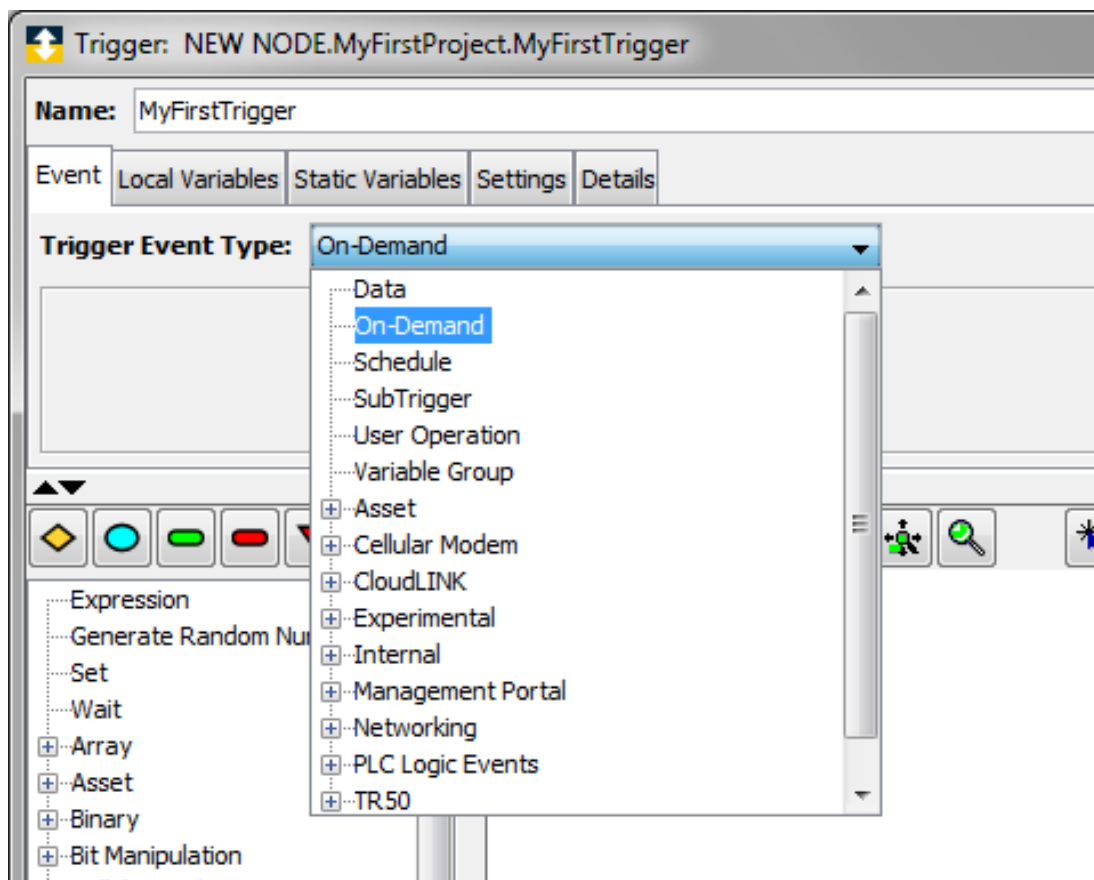 Trigger: NEW NODE.MyFirstProject.MyFirstTrigger
Name: MyFirstTrigger
Event Local Variables Static Variables Settings Details
Trigger Event Type: On-Demand
Data
On-Demand
Schedule
SubTrigger
User Operation
Variable Group
Asset
Cellular Modem
CloudLINK
Experimental
Internal
Management Portal
Networking
PLC Logic Events
TR50
Expression
Generate Random
Set
Wait
Array
Asset
Binary
Bit Manipulation